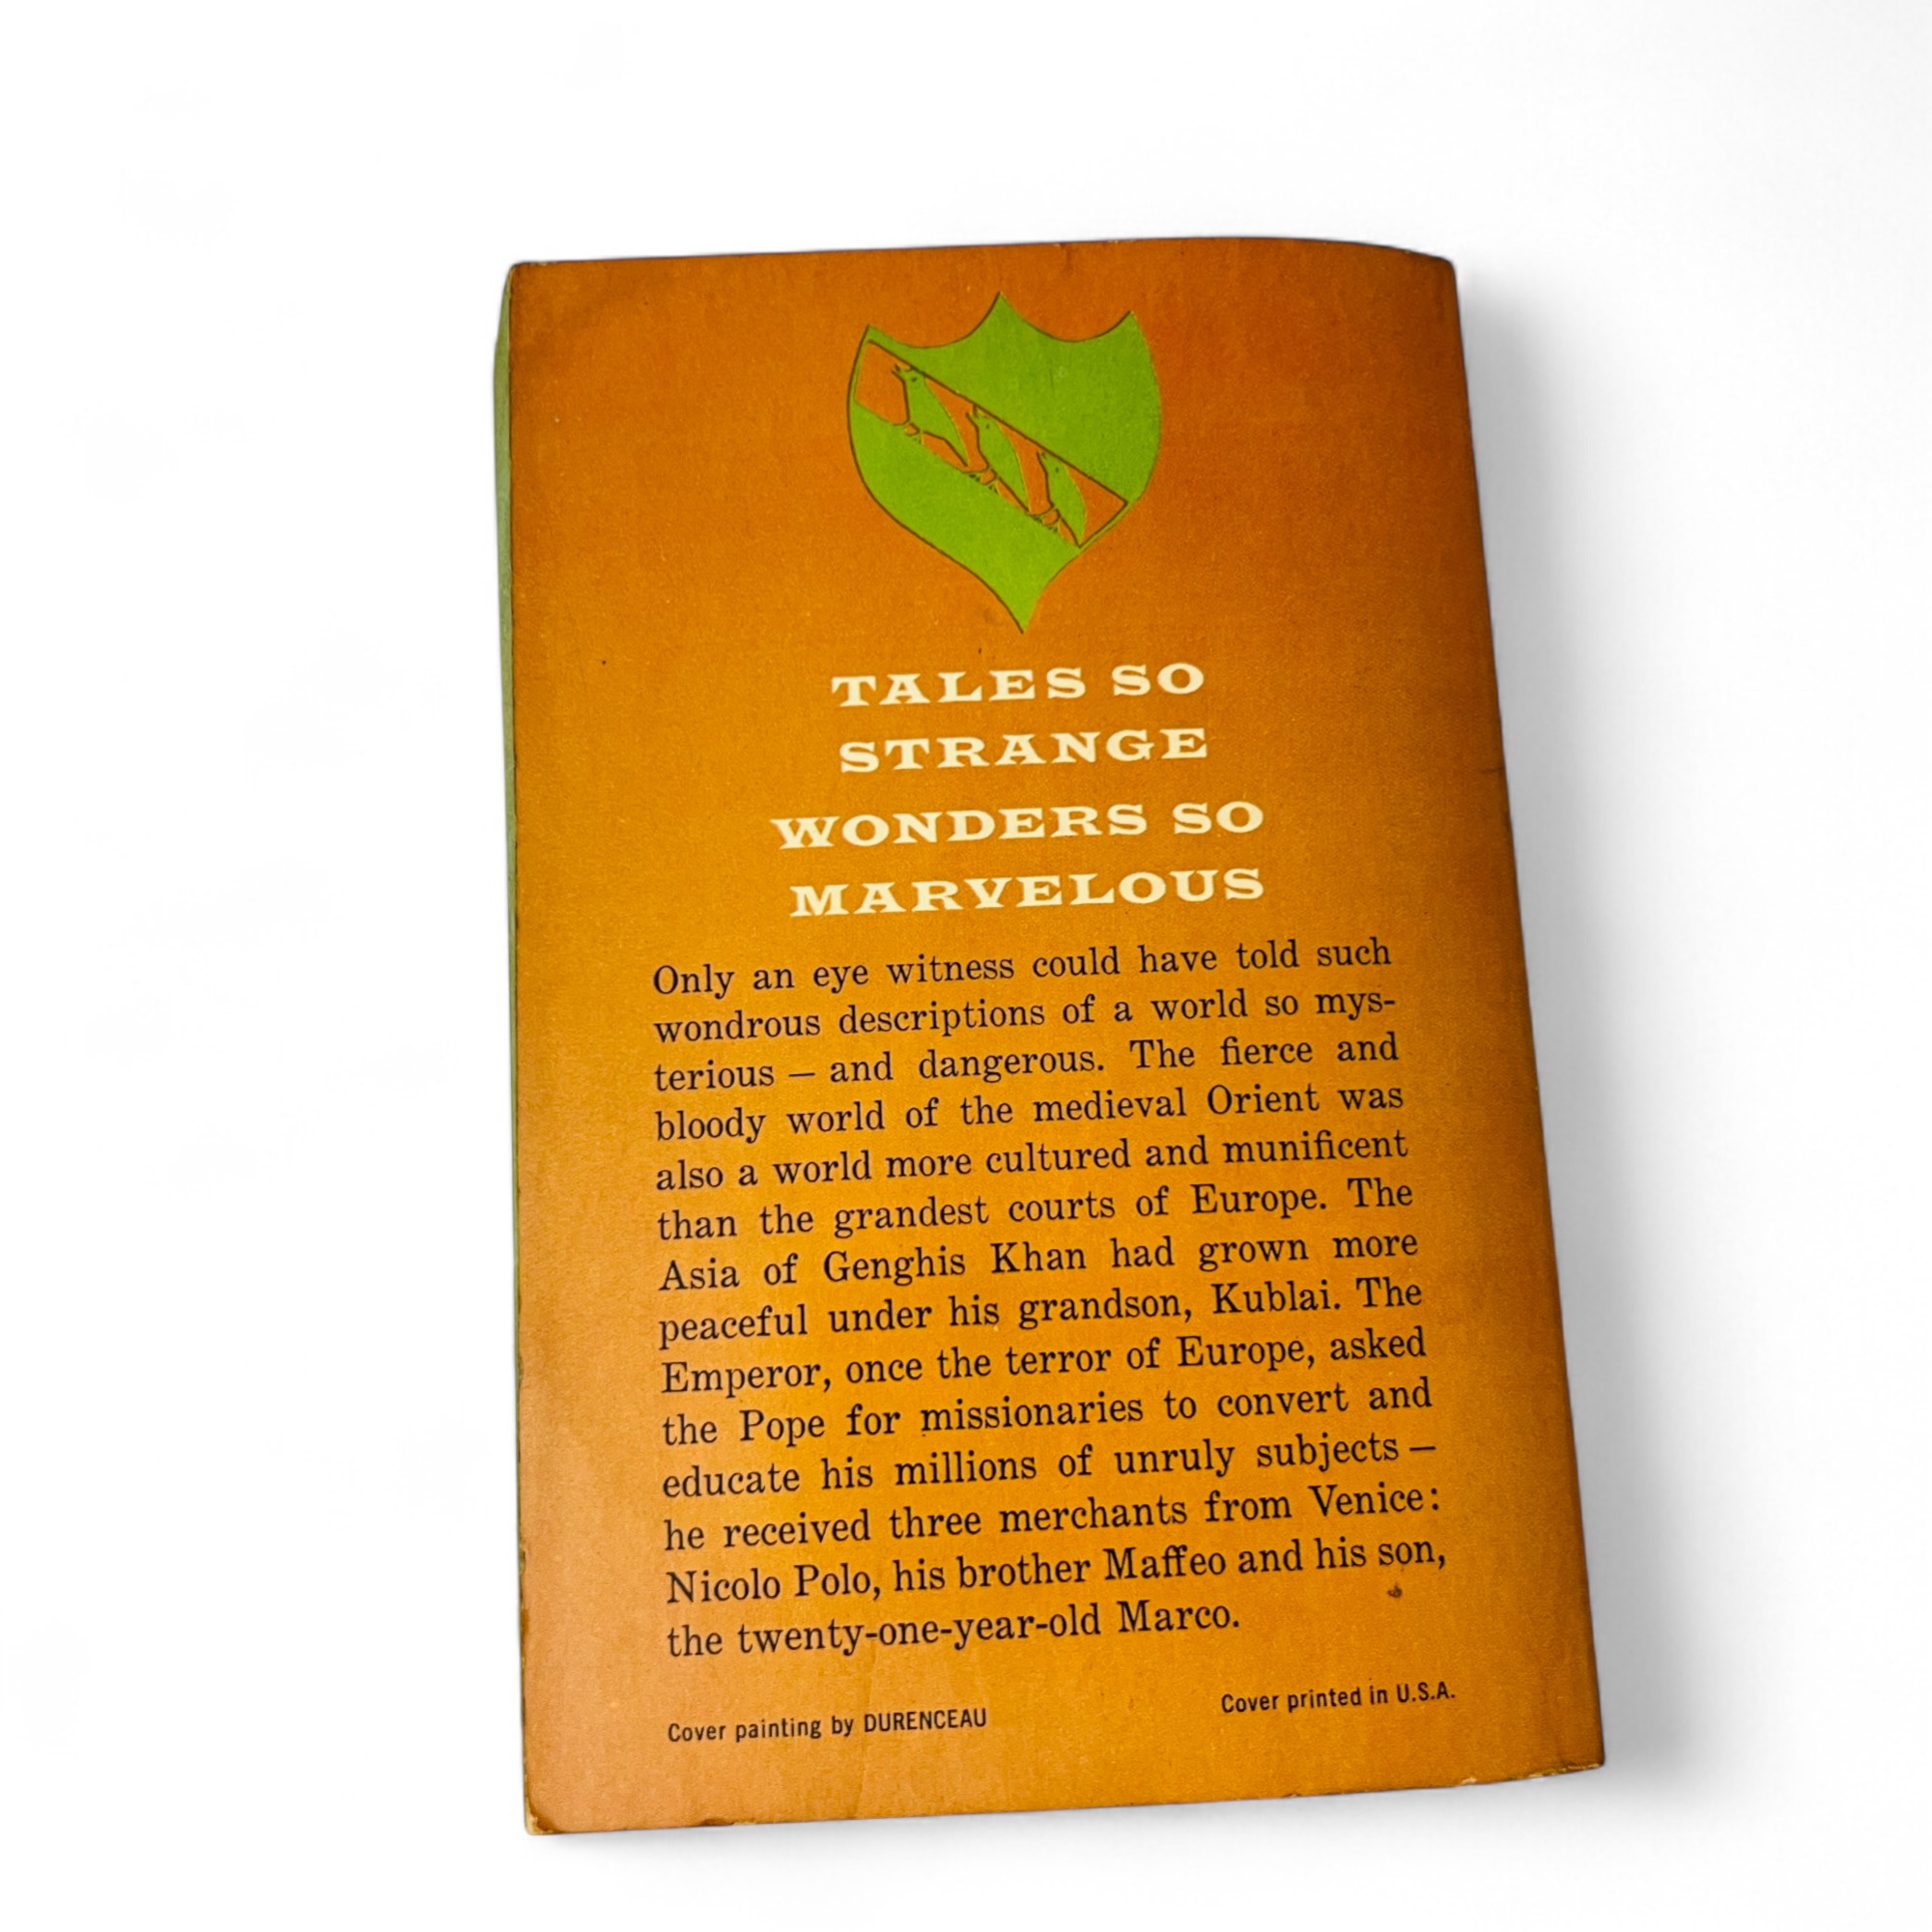 TALES SO
STRANGE
WONDERS SO
MARVELOUS
Only an eye witness could have told such
wondrous descriptions of a world so mys-
terious – and dangerous. The fierce and
bloody world of the medieval Orient was
also a world more cultured and munificent
than the grandest courts of Europe. The
Asia of Genghis Khan had grown more
peaceful under his grandson, Kublai. The
Emperor, once the terror of Europe, asked
the Pope for missionaries to convert and
educate his millions of unruly subjects –
he received three merchants from Venice:
Nicolo Polo, his brother Maffeo and his son,
the twenty-one-year-old Marco.
Cover painting by DURENCEAU
Cover printed in U.S.A.